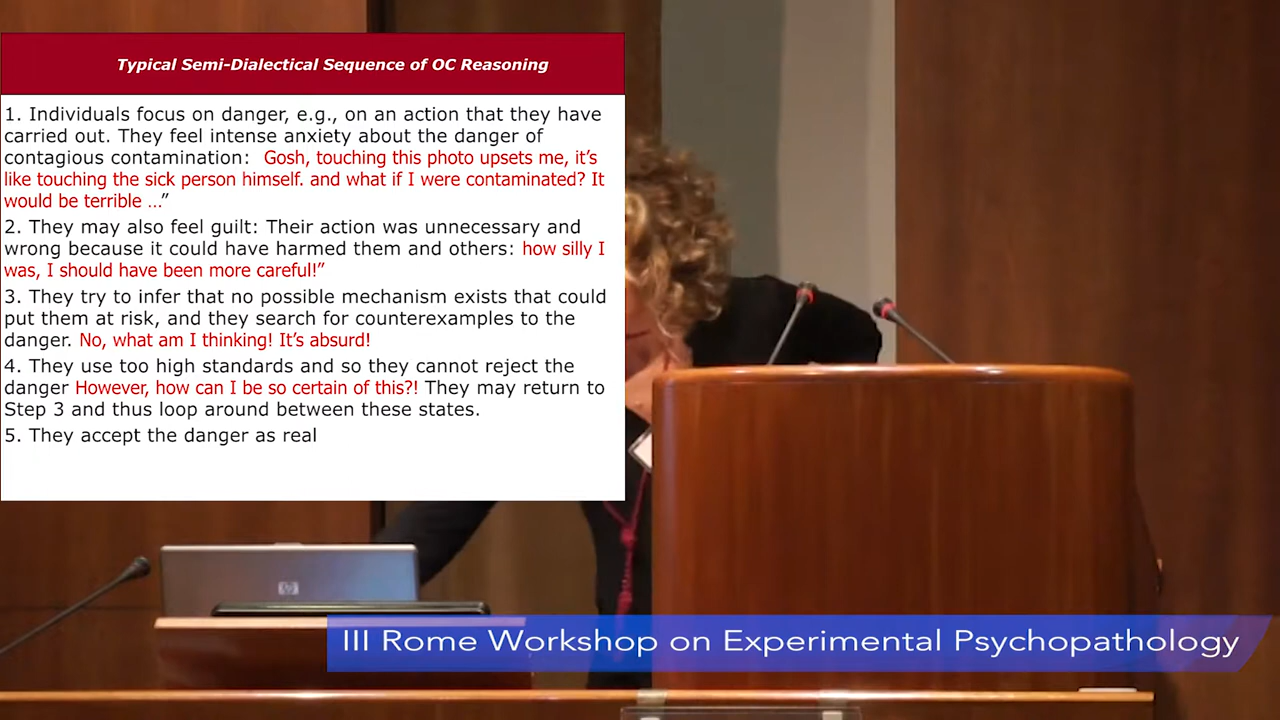 Typical Semi-Dialectical Sequence of OC Reasoning
1. Individuals focus on danger, e.g., on an action that they have
carried out. They feel intense anxiety about the danger of
contagious contamination: Gosh, touching this photo upsets me, it's
like touching the sick person himself. and what if I were contaminated? It
would be terrible …”
2. They may also feel guilt: Their action was unnecessary and
wrong because it could have harmed them and others: how silly I
was, I should have been more careful!”
3. They try to infer that no possible mechanism exists that could
put them at risk, and they search for counterexamples to the
danger. No, what am I thinking! It’s absurd!
4. They use too high standards and so they cannot reject the
danger However, how can I be so certain of this?! They may return to
Step 3 and thus loop around between these states.
5. They accept the danger as real
hp
III Rome Workshop on Experimental Psychopathology